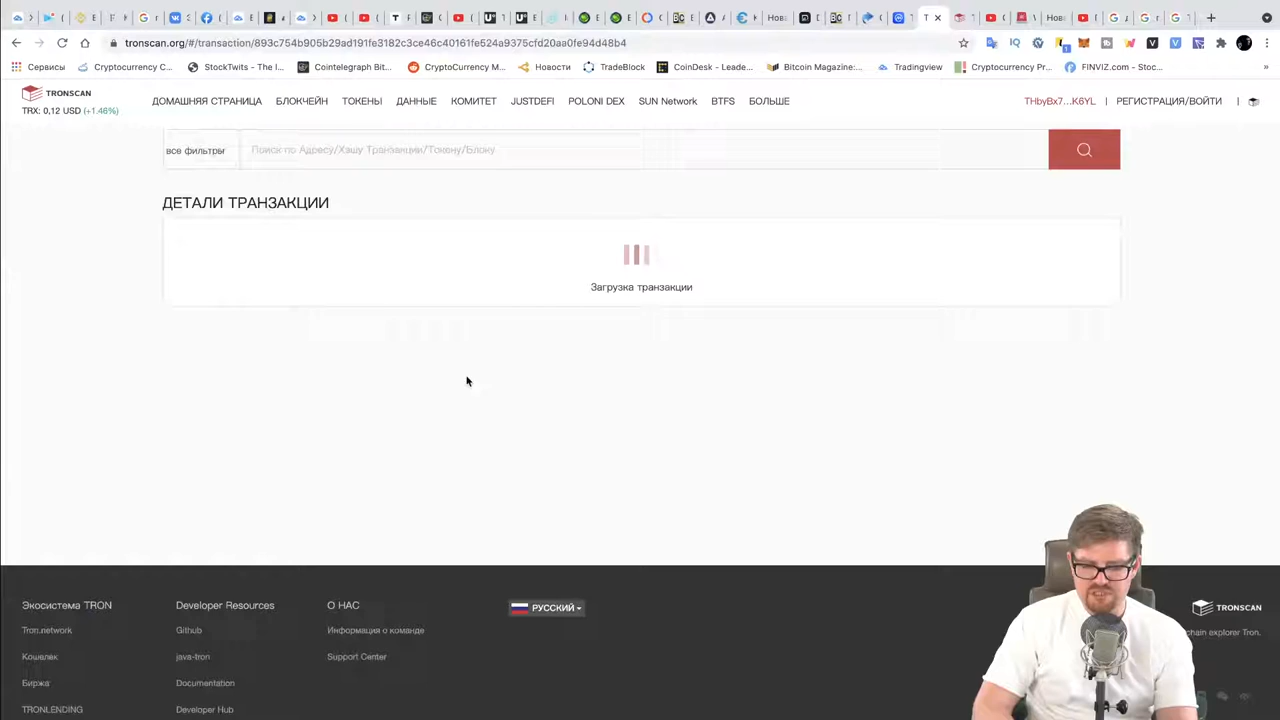 tronscan.org/#/transaction/893c754b905b29ad191fe3182c3ce46c40161fe524a9375cfd20aa0fe94d48b4
Сервисы Cryptocurrency C... StockTwits - The I... Cointelegraph Bit... CryptoCurrency M... Новости TradeBlock CoinDesk - Leade... Bitcoin Magazine:... Tradingview Cryptocurrency Pr... FINVIZ.com - Stoc...
TRONSCAN
TRX: 0,12 USD (+1.46%)
ДОМАШНЯЯ СТРАНИЦА БЛОКЧЕЙН ТОКЕНЫ ДАННЫЕ КОМИТЕТ JUSTDEFI POLONI DEX SUN Network BTFS БОЛЬШЕ THbyBx7...K6YL | РЕГИСТРАЦИЯ/ВОЙТИ |
все фильтры Поиск по Адресу/Хэшу Транзакции/Токену/Блоку
ДЕТАЛИ ТРАНЗАКЦИИ
Загрузка транзакции
Экосистема TRON Developer Resources О НАС РУССКИЙ TRONSCAN
Tron.network Github Информация о команде chain explorer Tron.
Кошелек java-tron Support Center
Биржа Documentation
TRONLENDING Developer Hub